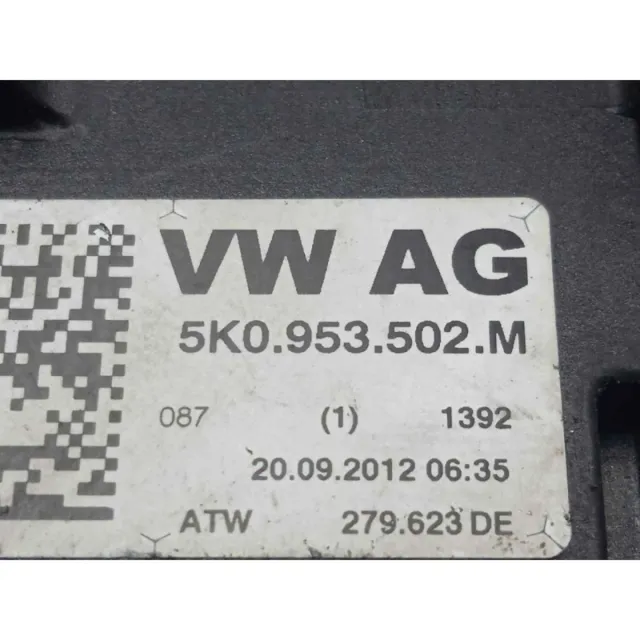 VW AG
5K0.953.502.M
087 (1) 1392
20.09.2012 06:35
ATW 279.623 DE